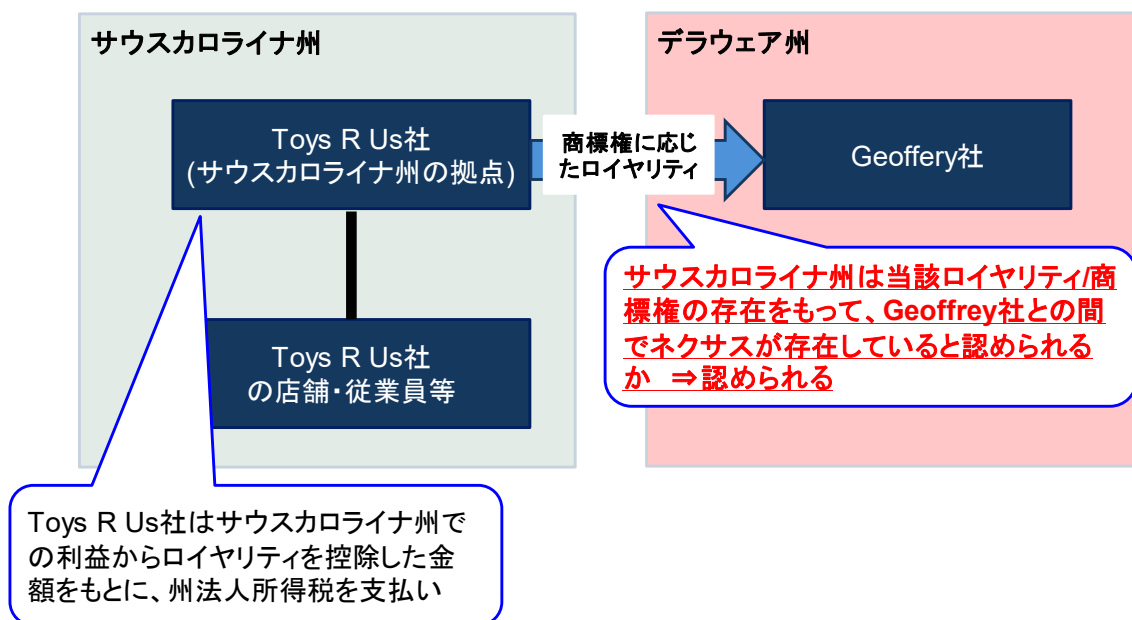 サウスカロライナ州
デラウェア州
Toys R Us社
(サウスカロライナ州の拠点)
商標権に応じ
たロイヤリティ
Geoffery社
サウスカロライナ州は当該ロイヤリティ/商
標権の存在をもって、Geoffrey社との間
でネクサスが存在していると認められる
か ⇒認められる
Toys R Us社
の店舗・従業員等
Toys R Us社はサウスカロライナ州で
の利益からロイヤリティを控除した金
額をもとに、州法人所得税を支払い